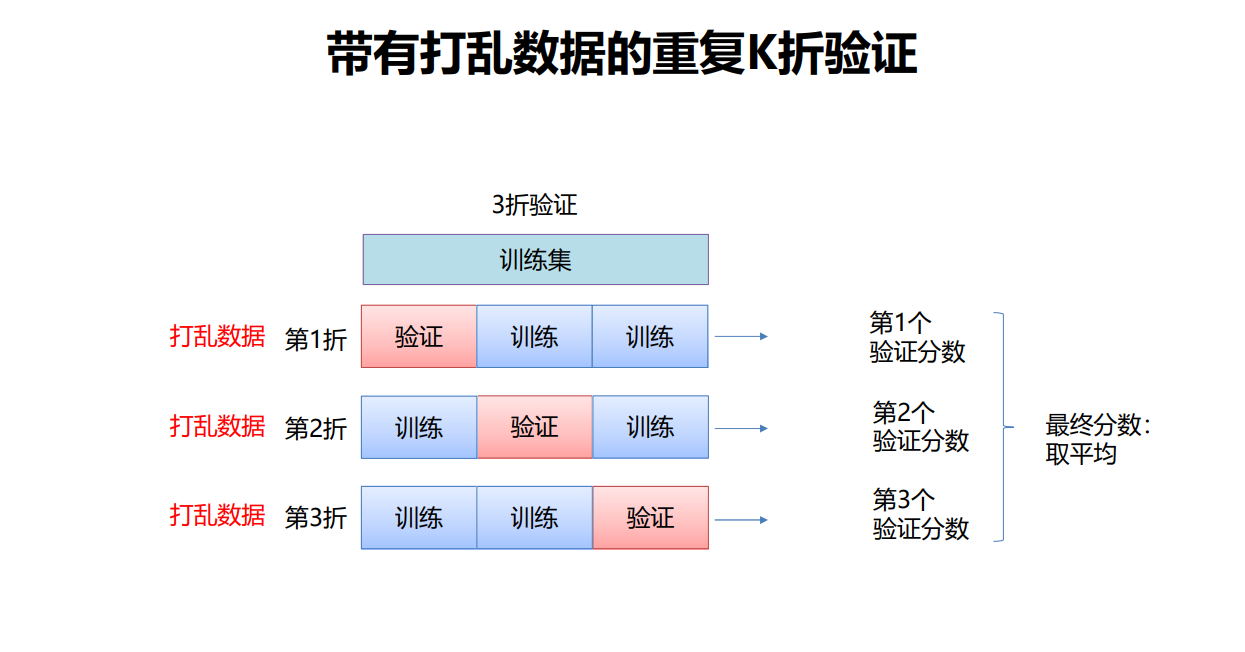 带有打乱数据的重复K折验证
3折验证
训练集
打乱数据 第1折 验证 训练 训练 第1个
验证分数
打乱数据 第2折 训练 验证 训练 第2个
验证分数
最终分数：
取平均
打乱数据 第3折 训练 训练 验证 第3个
验证分数